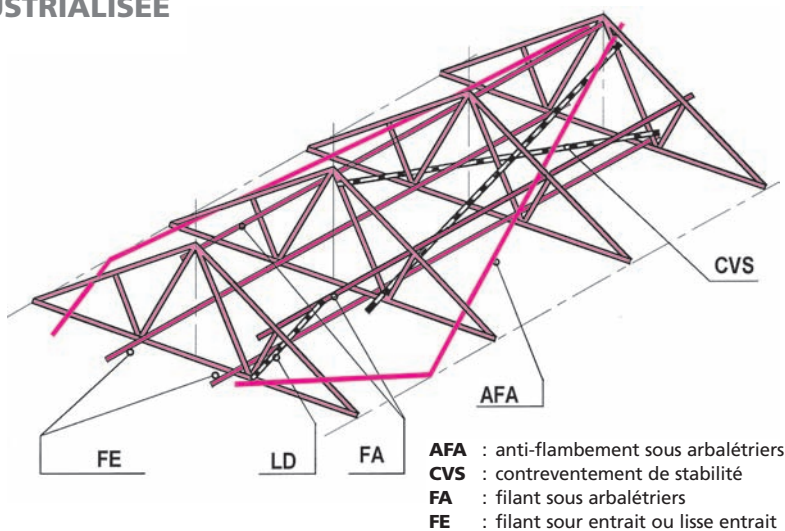 USTRIALISÉE
CVS
AFA
FE
LD
FA
AFA : anti-flambement sous arbalétriers
CVS : contreventement de stabilité
FA : filant sous arbalétriers
FE : filant sour entrait ou lisse entrait